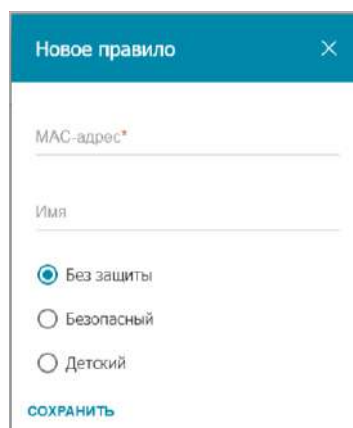 Новое правило
MAC-адрес*
Имя
Без защиты
Безопасный
Детский
СОХРАНИТЬ